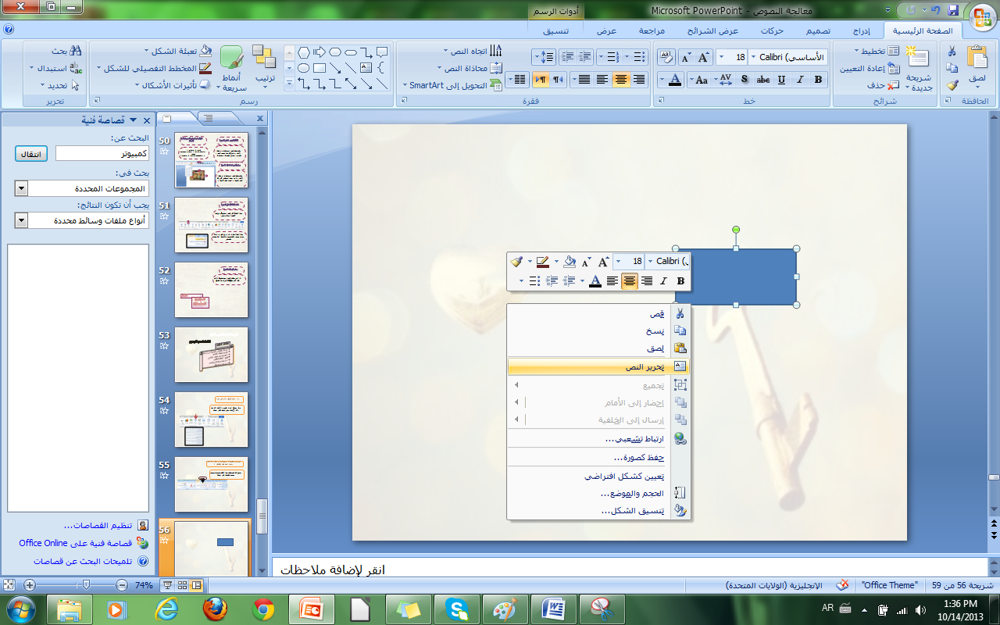 معالجة النصوص - Microsoft PowerPoint
أدوات الرسم
الصفحة الرئيسية
إدراج
تصميم
حركات
عرض الشرائح
مراجعة
عرض
تنسيق
لصق
الحافظة
شريحة جديدة
تخطيط
إعادة التعيين
حذف
شرائح
Calibri (الأساسي)
18
خط
اتجاه النص
محاذاة النص
التحويل إلى SmartArt
فقرة
ترتيب
أنماط سريعة
تعبئة الشكل
المخطط التفصيلي للشكل
تأثيرات الأشكال
رسم
بحث
استبدال
تحديد
تحرير
قصاصة فنية
البحث عن:
كمبيوتر
انتقال
بحث في:
المجموعات المحددة
يجب أن تكون النتائج:
أنواع ملفات وسائط محددة
تنظيم القصاصات...
قصاصة فنية على Office Online
تلميحات البحث عن قصاصات
50
51
52
53
54
55
56
18
Calibri (
قص
نسخ
لصق
تحرير النص
تجميع
إحضار إلى الأمام
إرسال إلى الخلفية
ارتباط تشعبي...
حفظ كصورة...
تعيين كشكل افتراضي
الحجم والموضع...
تنسيق الشكل...
انقر لإضافة ملاحظات
شريحة 56 من 59
"Office Theme"
الإنجليزية (الولايات المتحدة)
74%
AR
1:36 PM
10/14/2013